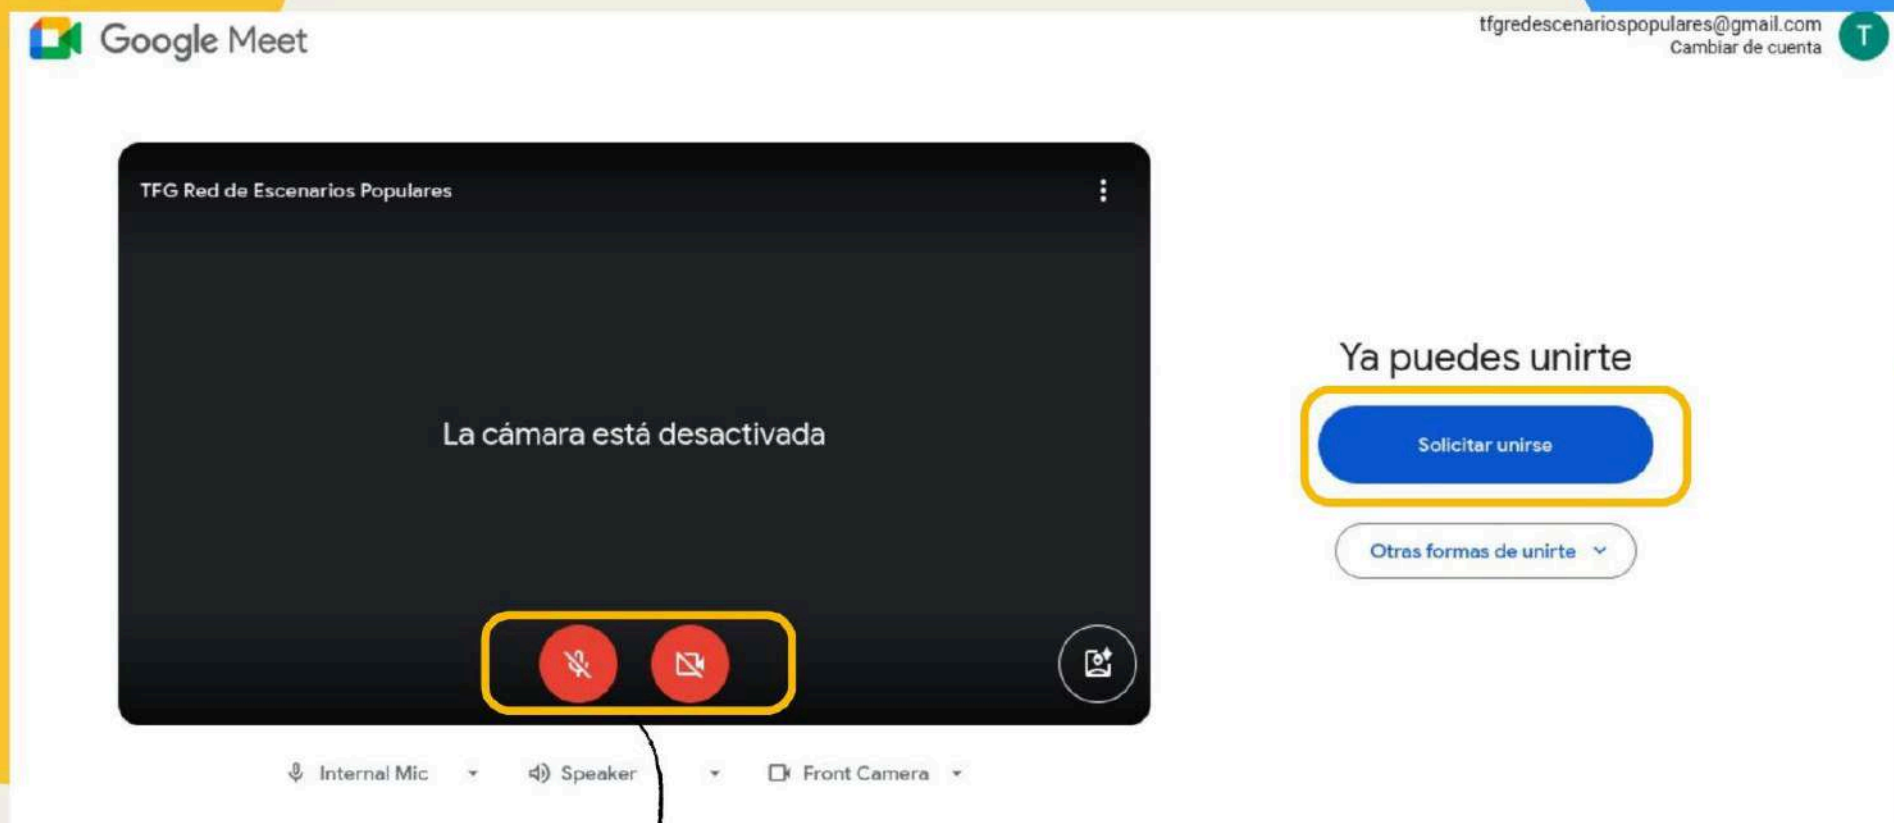 Google Meet
tfgredescenariospopulares@gmail.com
Cambiar de cuenta
T
TFG Red de Escenarios Populares
La cámara está desactivada
Ya puedes unirte
Solicitar unirse
Otras formas de unirte
Internal Mic
Speaker
Front Camera